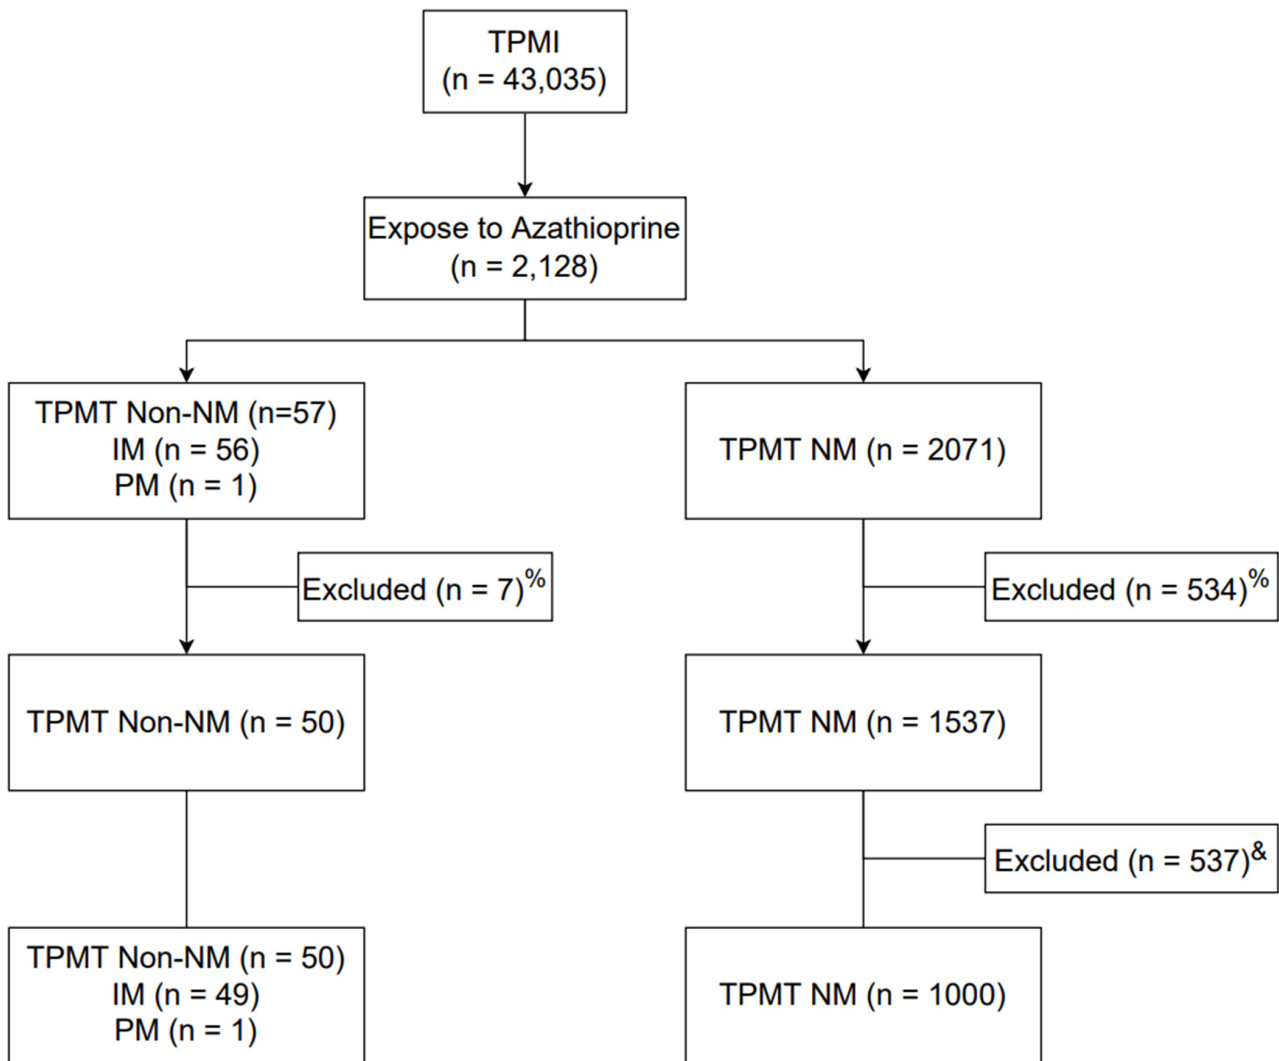 TPMI
(n = 43,035)
Expose to Azathioprine
(n = 2,128)
TPMT Non-NM (n=57)
IM (n = 56)
PM (n = 1)
TPMT NM (n = 2071)
Excluded (n = 7)%
Excluded (n = 534)%
TPMT Non-NM (n = 50)
TPMT NM (n = 1537)
Excluded (n = 537)&
TPMT Non-NM (n = 50)
IM (n = 49)
PM (n = 1)
TPMT NM (n = 1000)